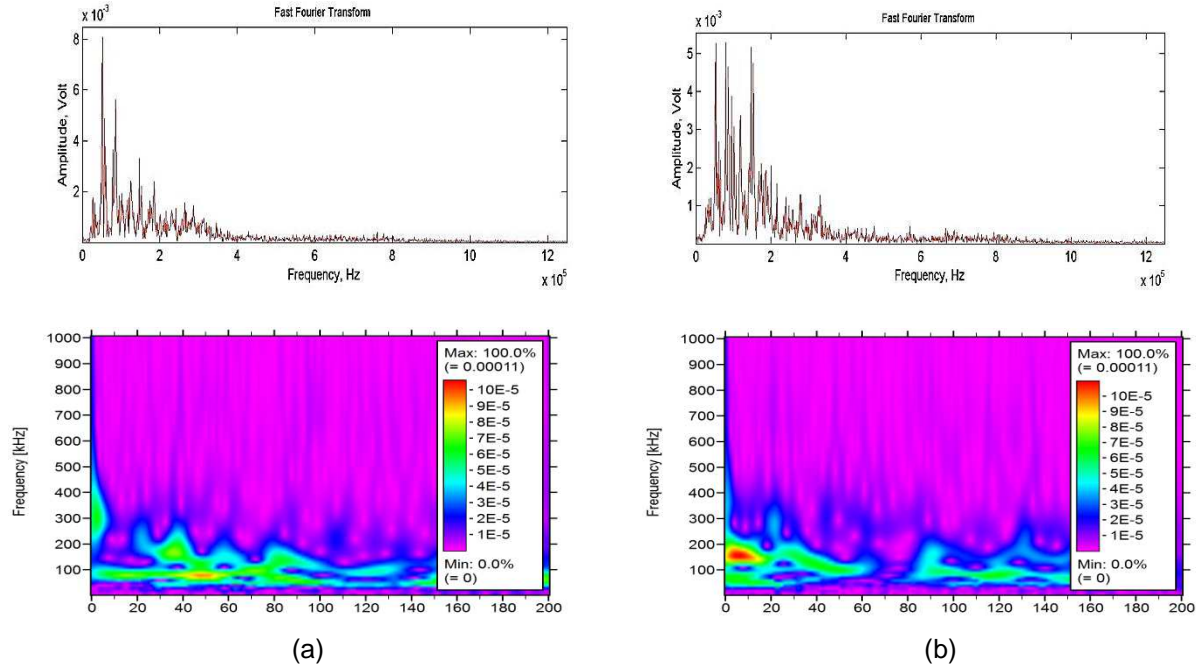 Fast Fourier Transform
x 10⁻³
8
6
4
2
Amplitude, Volt
0 2 4 6 8 10 12
Frequency, Hz
x 10⁵
Fast Fourier Transform
x 10⁻³
5
4
3
2
1
Amplitude, Volt
0 2 4 6 8 10 12
Frequency, Hz
x 10⁵
1000
900
800
700
600
500
400
300
200
100
Frequency [kHz]
0 20 40 60 80 100 120 140 160 180 200
Max: 100.0%
(= 0.00011)
- 10E-5
- 9E-5
- 8E-5
- 7E-5
- 6E-5
- 5E-5
- 4E-5
- 3E-5
- 2E-5
- 1E-5
Min: 0.0%
(= 0)
(a)
1000
900
800
700
600
500
400
300
200
100
Frequency [kHz]
0 20 40 60 80 100 120 140 160 180 200
Max: 100.0%
(= 0.00011)
- 10E-5
- 9E-5
- 8E-5
- 7E-5
- 6E-5
- 5E-5
- 4E-5
- 3E-5
- 2E-5
- 1E-5
Min: 0.0%
(= 0)
(b)